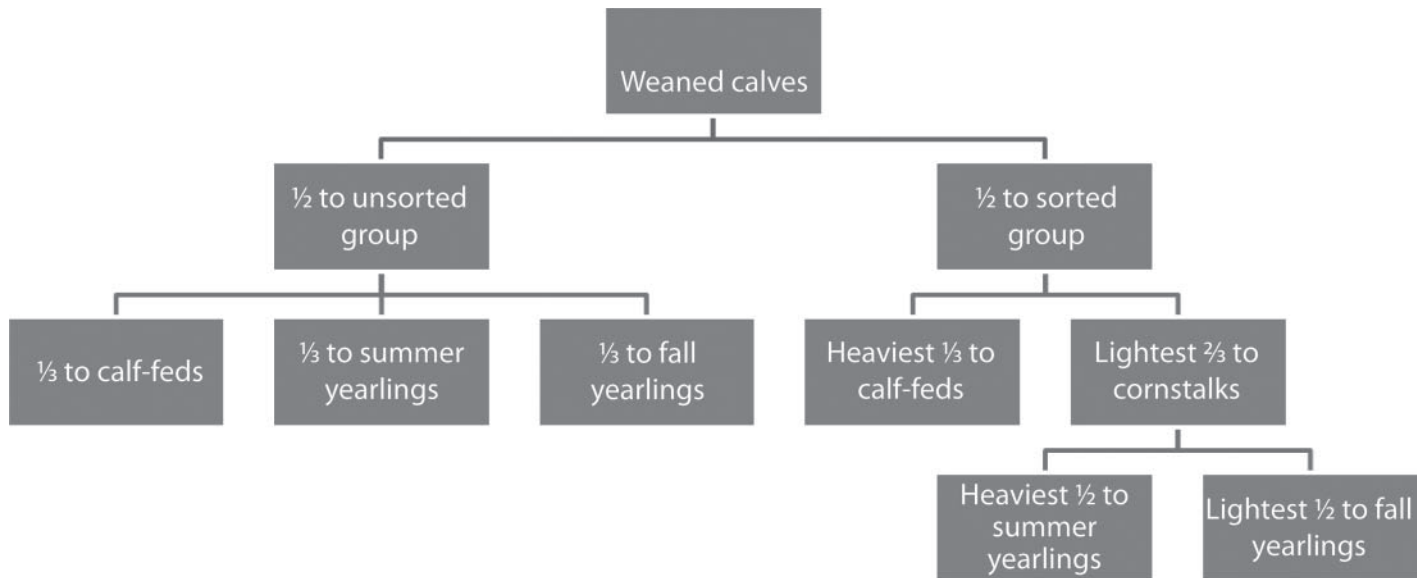 Weaned calves
½ to unsorted
group
½ to sorted
group
⅓ to calf-feds
⅓ to summer
yearlings
⅓ to fall
yearlings
Heaviest ⅓ to
calf-feds
Lightest ⅔ to
cornstalks
Heaviest ½ to
summer
yearlings
Lightest ½ to fall
yearlings